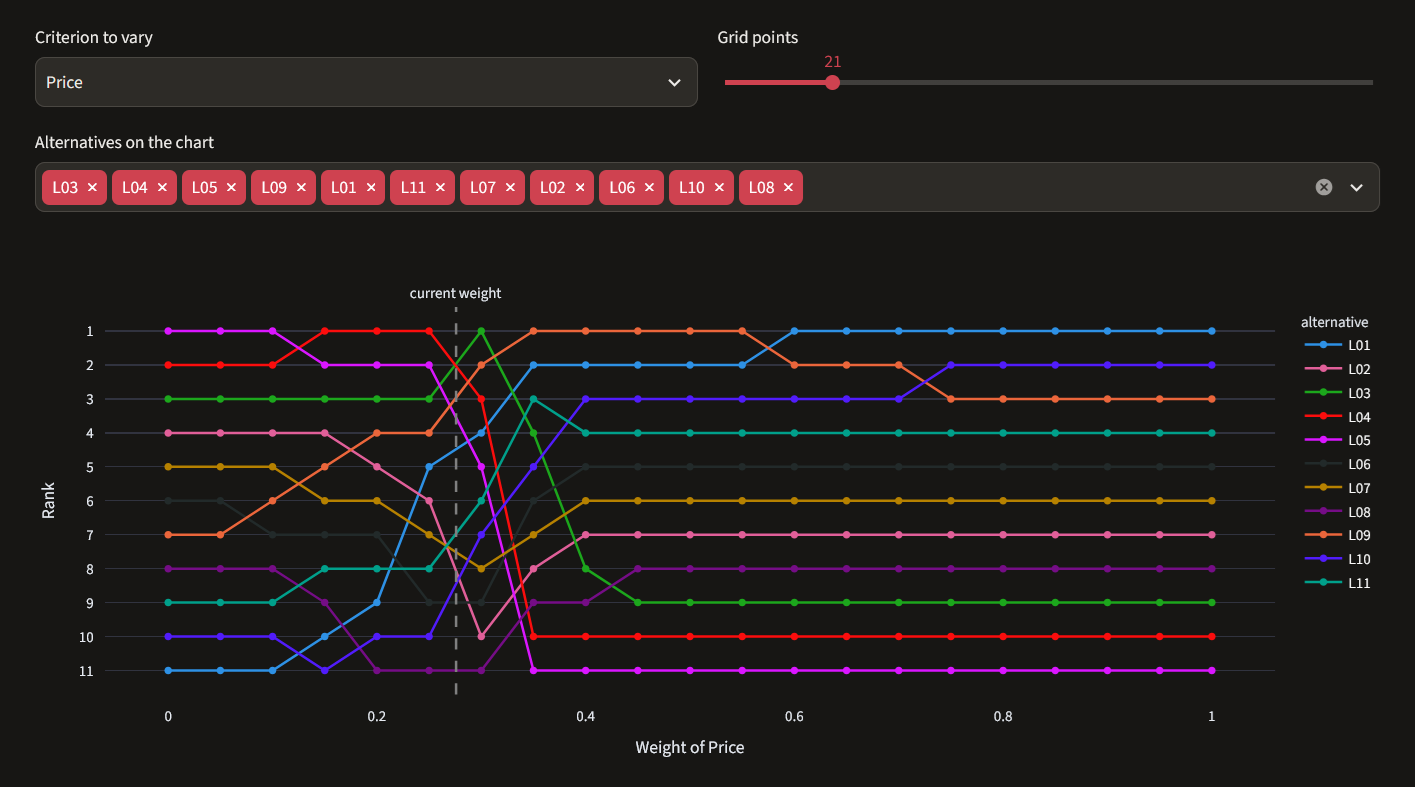 Criterion to vary
Grid points
21
Price
Alternatives on the chart
L03 L04 L05 L09 L01 L11 L07 L02 L06 L10 L08
current weight
alternative
1
2
3
4
5
6
7
8
9
10
11
Rank
L01
L02
L03
L04
L05
L06
L07
L08
L09
L10
L11
0 0.2 0.4 0.6 0.8 1
Weight of Price